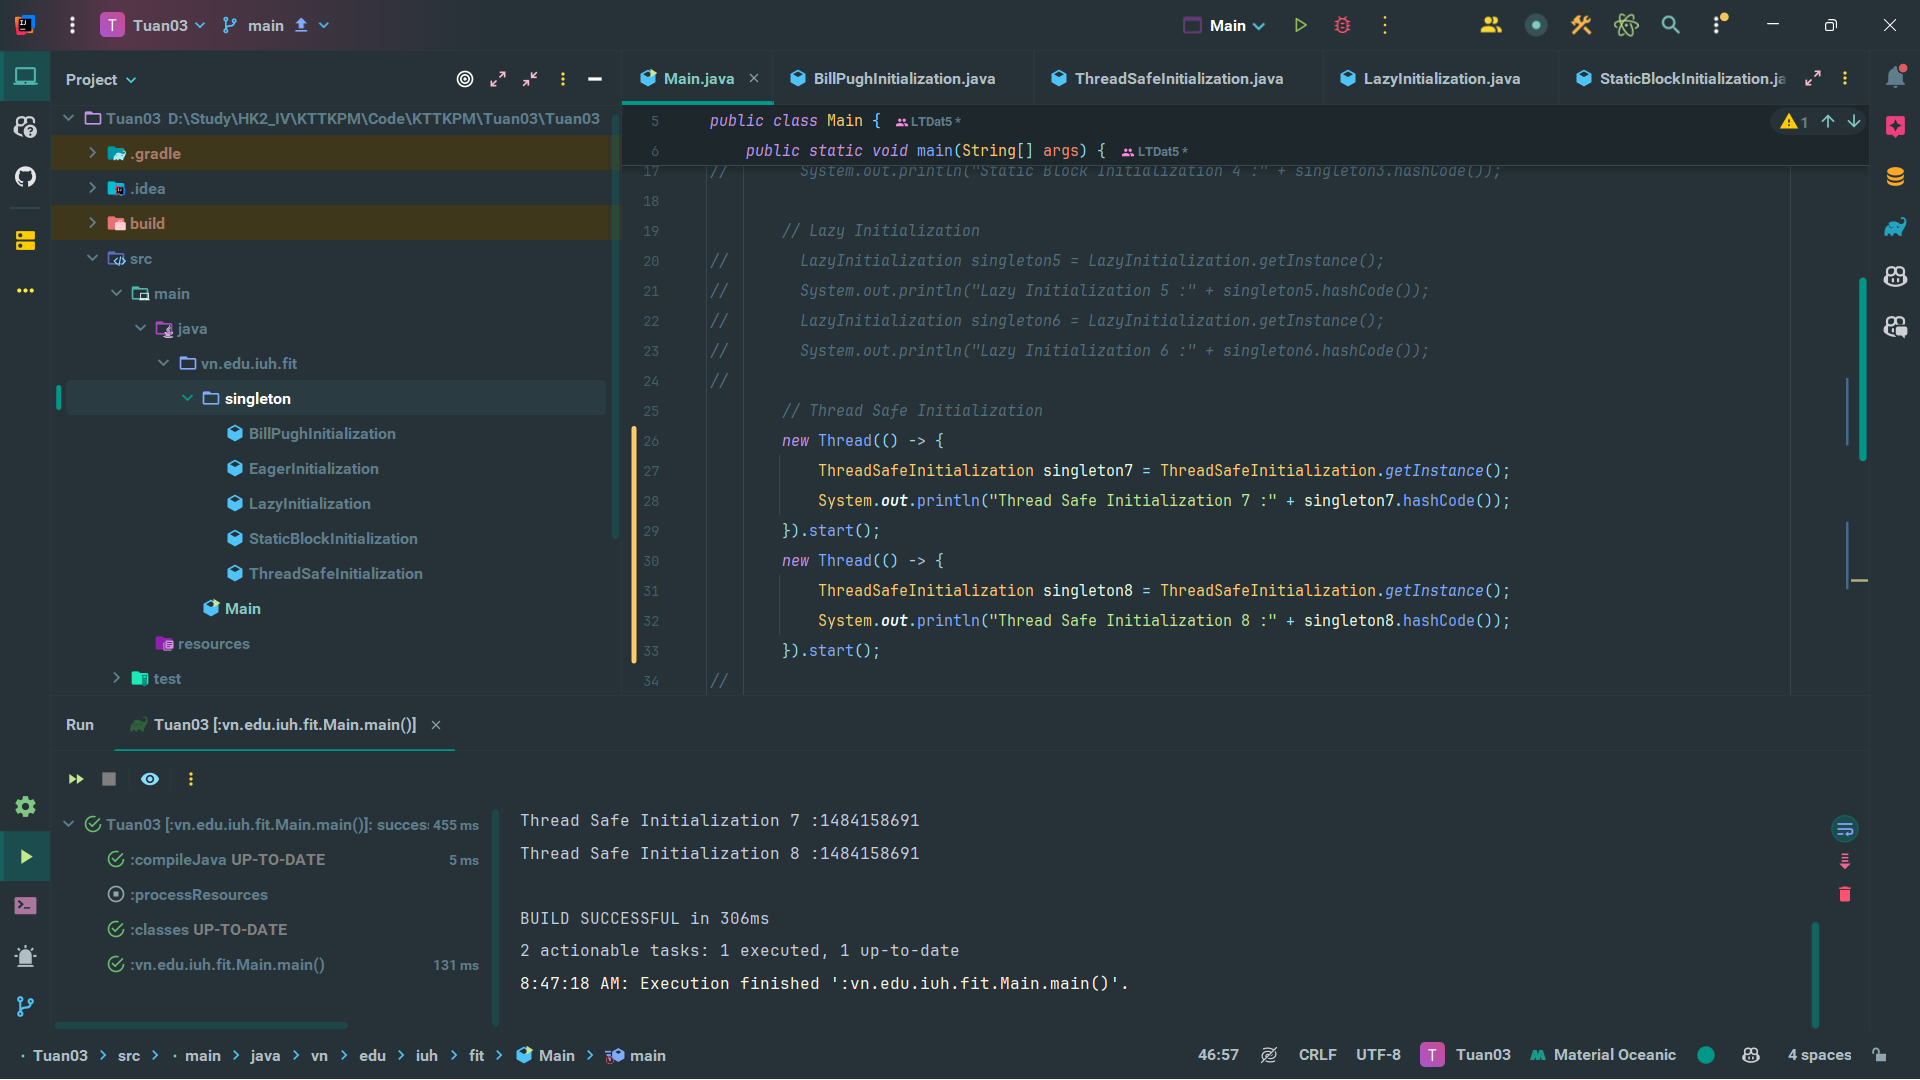 T Tuan03 main Main
Project
Main.java BillPughInitialization.java ThreadSafeInitialization.java LazyInitialization.java StaticBlockInitialization.ja
Tuan03 D:\Study\HK2_IV\KTTKPM\Code\KTTKPM\Tuan03\Tuan03
.gradle
.idea
build
src
main
java
vn.edu.iuh.fit
singleton
BillPughInitialization
EagerInitialization
LazyInitialization
StaticBlockInitialization
ThreadSafeInitialization
Main
resources
test
5 public class Main { LTDat5 *
1
6 public static void main(String[] args) { LTDat5 *
17 // System.out.println("Static Block Initialization 4 :" + singleton3.hashCode());
18
19 // Lazy Initialization
20 // LazyInitialization singleton5 = LazyInitialization.getInstance();
21 // System.out.println("Lazy Initialization 5 :" + singleton5.hashCode());
22 // LazyInitialization singleton6 = LazyInitialization.getInstance();
23 // System.out.println("Lazy Initialization 6 :" + singleton6.hashCode());
24 //
25 // Thread Safe Initialization
26 new Thread(() -> {
27 ThreadSafeInitialization singleton7 = ThreadSafeInitialization.getInstance();
28 System.out.println("Thread Safe Initialization 7 :" + singleton7.hashCode());
29 }).start();
30 new Thread(() -> {
31 ThreadSafeInitialization singleton8 = ThreadSafeInitialization.getInstance();
32 System.out.println("Thread Safe Initialization 8 :" + singleton8.hashCode());
33 }).start();
34 //
Run Tuan03 [:vn.edu.iuh.fit.Main.main()]
Tuan03 [:vn.edu.iuh.fit.Main.main()]: succes 455 ms
:compileJava UP-TO-DATE 5 ms
:processResources
:classes UP-TO-DATE
:vn.edu.iuh.fit.Main.main() 131 ms
Thread Safe Initialization 7 :1484158691
Thread Safe Initialization 8 :1484158691
BUILD SUCCESSFUL in 306ms
2 actionable tasks: 1 executed, 1 up-to-date
8:47:18 AM: Execution finished ':vn.edu.iuh.fit.Main.main()'.
Tuan03 > src > main > java > vn > edu > iuh > fit > Main > main
46:57 CRLF UTF-8 T Tuan03 Material Oceanic 4 spaces